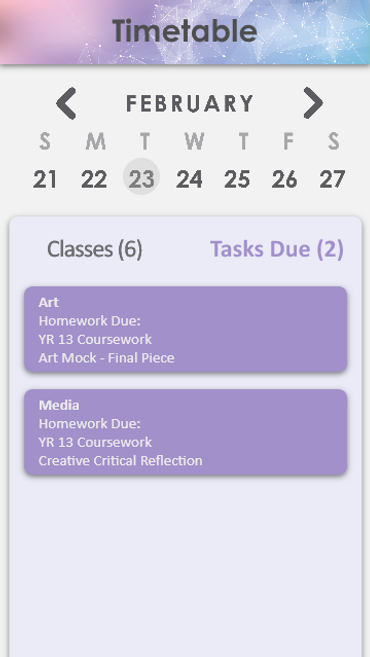 Timetable
FEBRUARY
S M T W T F S
21 22 23 24 25 26 27
Classes (6) Tasks Due (2)
Art
Homework Due:
YR 13 Coursework
Art Mock - Final Piece
Media
Homework Due:
YR 13 Coursework
Creative Critical Reflection